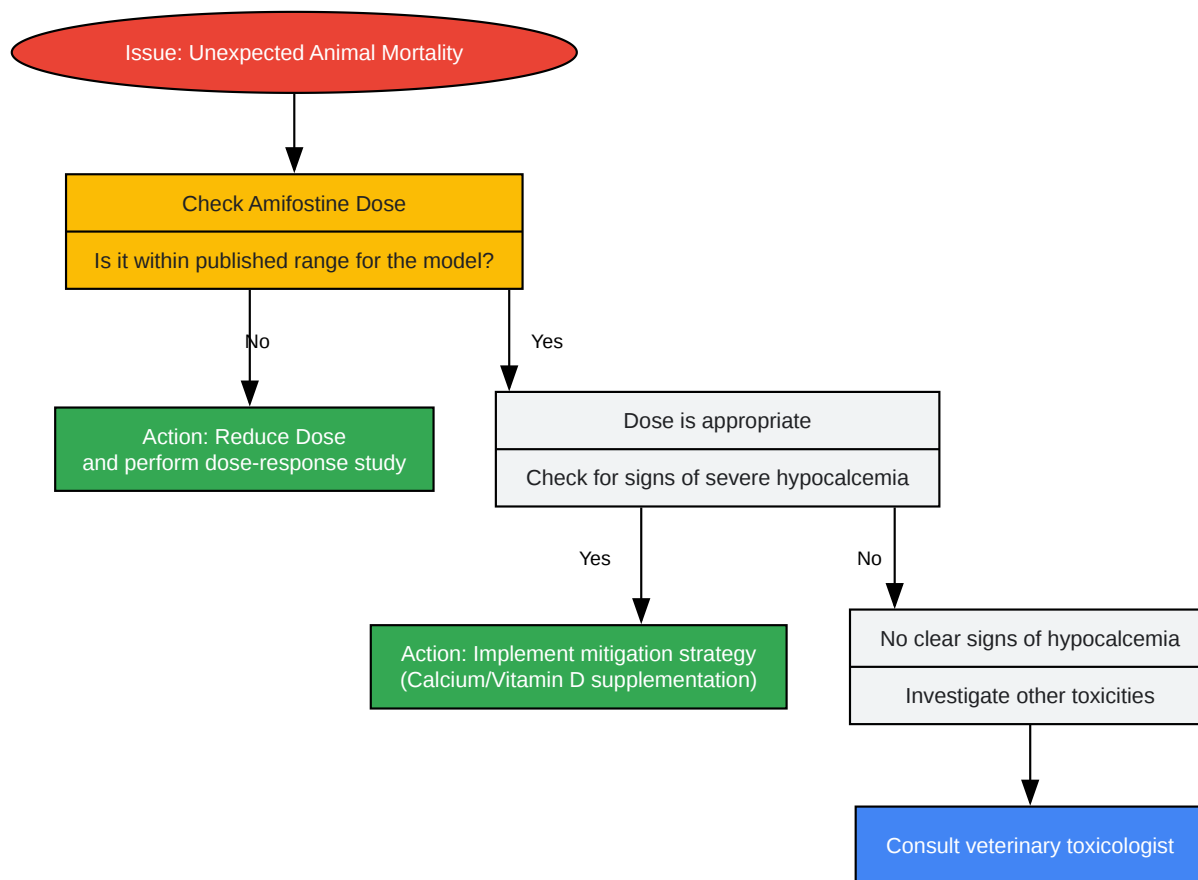 Issue: Unexpected Animal Mortality
Check Amifostine Dose
Is it within published range for the model?
No
Yes
Action: Reduce Dose
and perform dose-response study
Dose is appropriate
Check for signs of severe hypocalcemia
Yes
No
Action: Implement mitigation strategy
(Calcium/Vitamin D supplementation)
No clear signs of hypocalcemia
Investigate other toxicities
Consult veterinary toxicologist